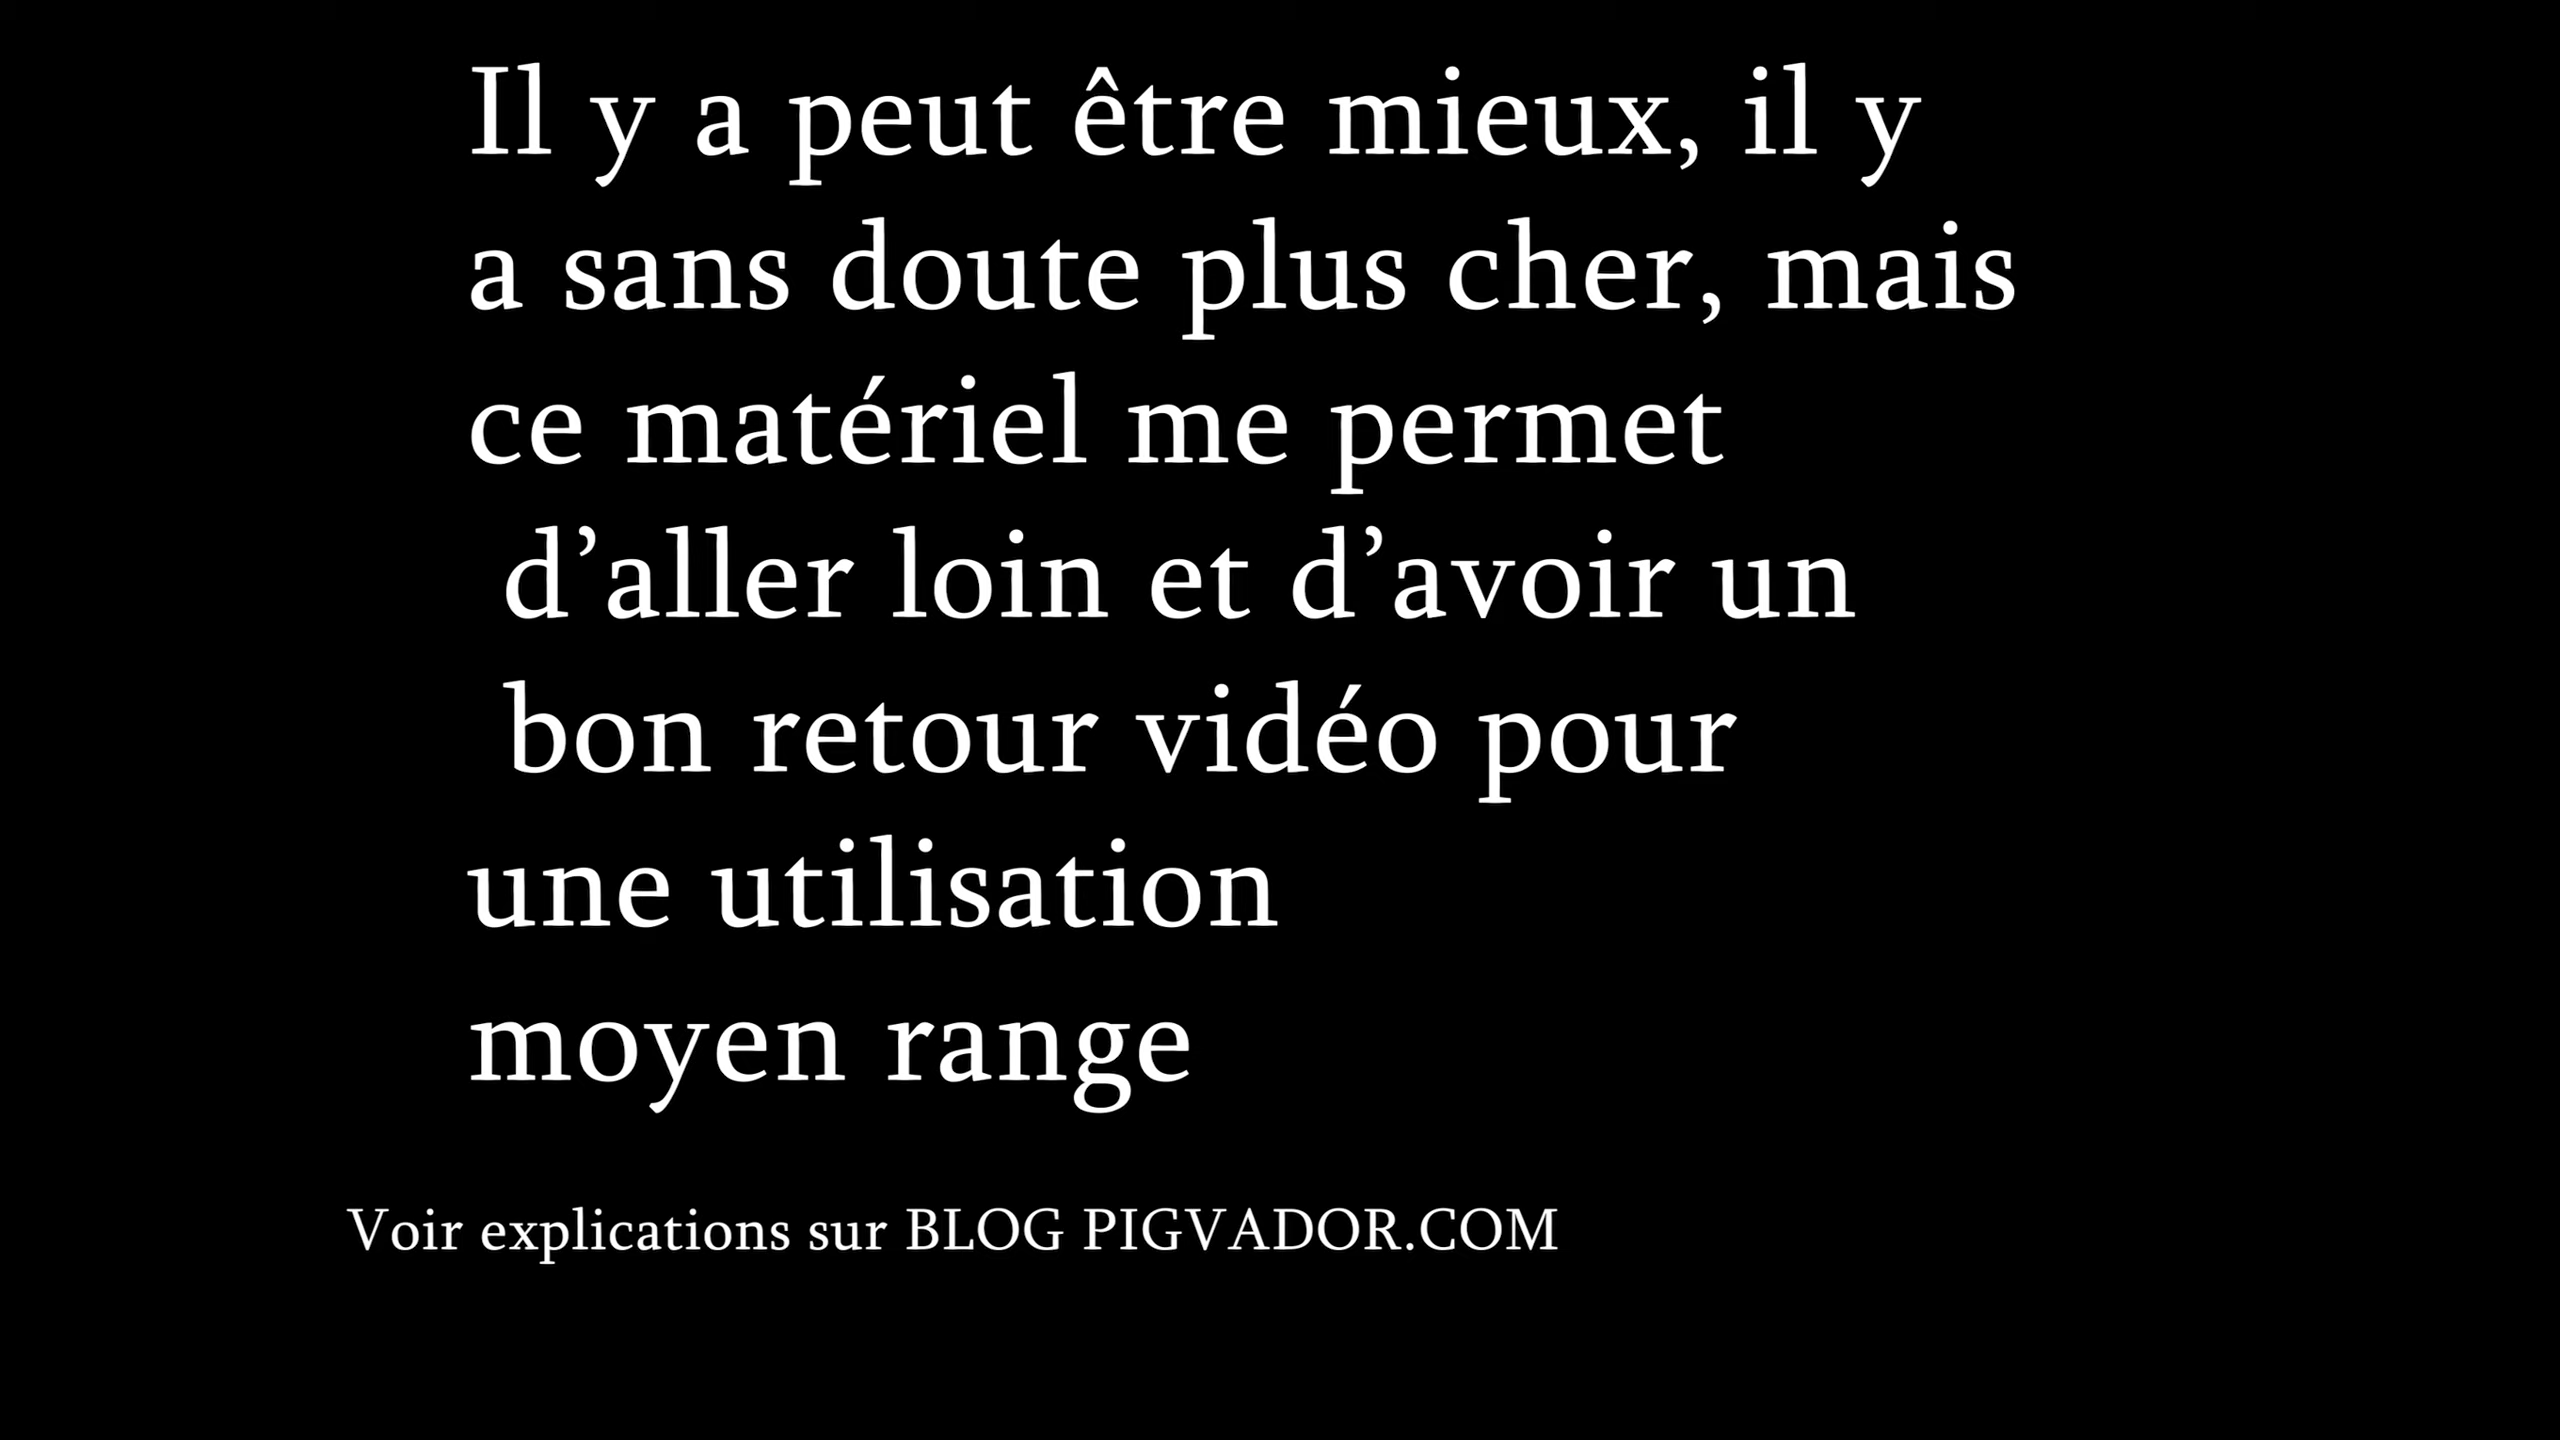 Il y a peut être mieux, il y
a sans doute plus cher, mais
ce matériel me permet
d’aller loin et d’avoir un
bon retour vidéo pour
une utilisation
moyen range
Voir explications sur BLOG PIGVADOR.COM